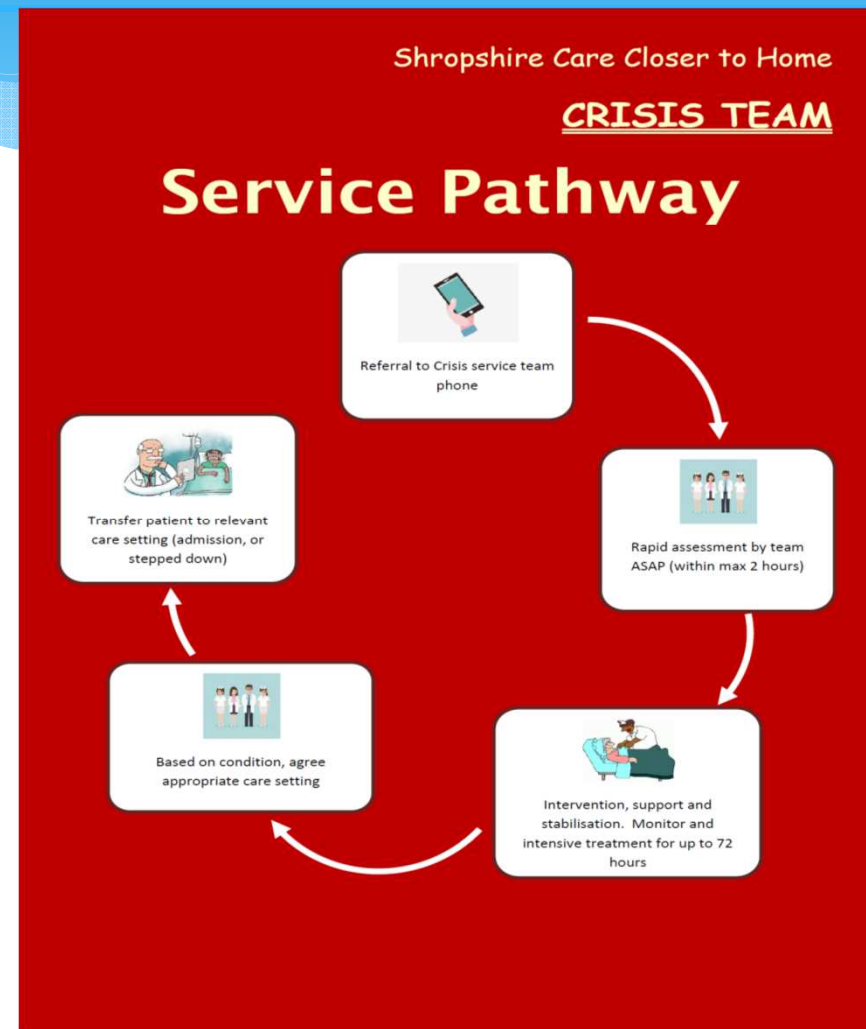 Shropshire Care Closer to Home
CRISIS TEAM
Service Pathway
Referral to Crisis service team
phone
Rapid assessment by team
ASAP (within max 2 hours)
Intervention, support and
stabilisation.  Monitor and
intensive treatment for up to 72
hours
Based on condition, agree
appropriate care setting
Transfer patient to relevant
care setting (admission, or
stepped down)